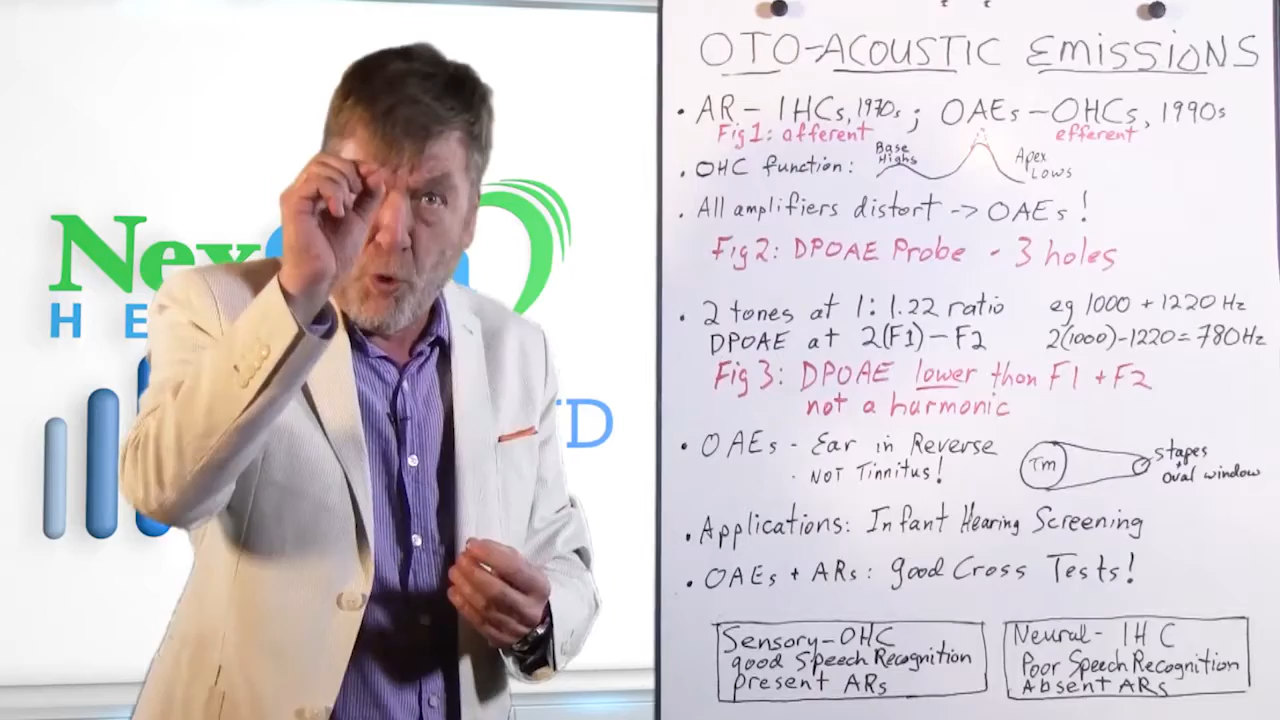 Nex
HE
ND
OTO-ACOUSTIC EMISSIONS
• AR – IHCs, 1970s ; OAEs – OHCs, 1990s
Fig 1: afferent efferent
• OHC function: Base Highs Apex Lows
• All amplifiers distort -> OAEs!
Fig 2: DPOAE Probe - 3 holes
• 2 tones at 1:1.22 ratio eg 1000 + 1220 Hz
DPOAE at 2(F1) – F2 2(1000)-1220=780Hz
Fig 3: DPOAE lower than F1 + F2
not a harmonic
• OAEs - Ear in Reverse
· NOT Tinnitus!
Tm
stapes
+
oval window
• Applications: Infant Hearing Screening
• OAEs + ARs: good Cross Tests!
Sensory-OHC
good Speech Recognition
present ARs
Neural- IHC
Poor Speech Recognition
Absent ARs